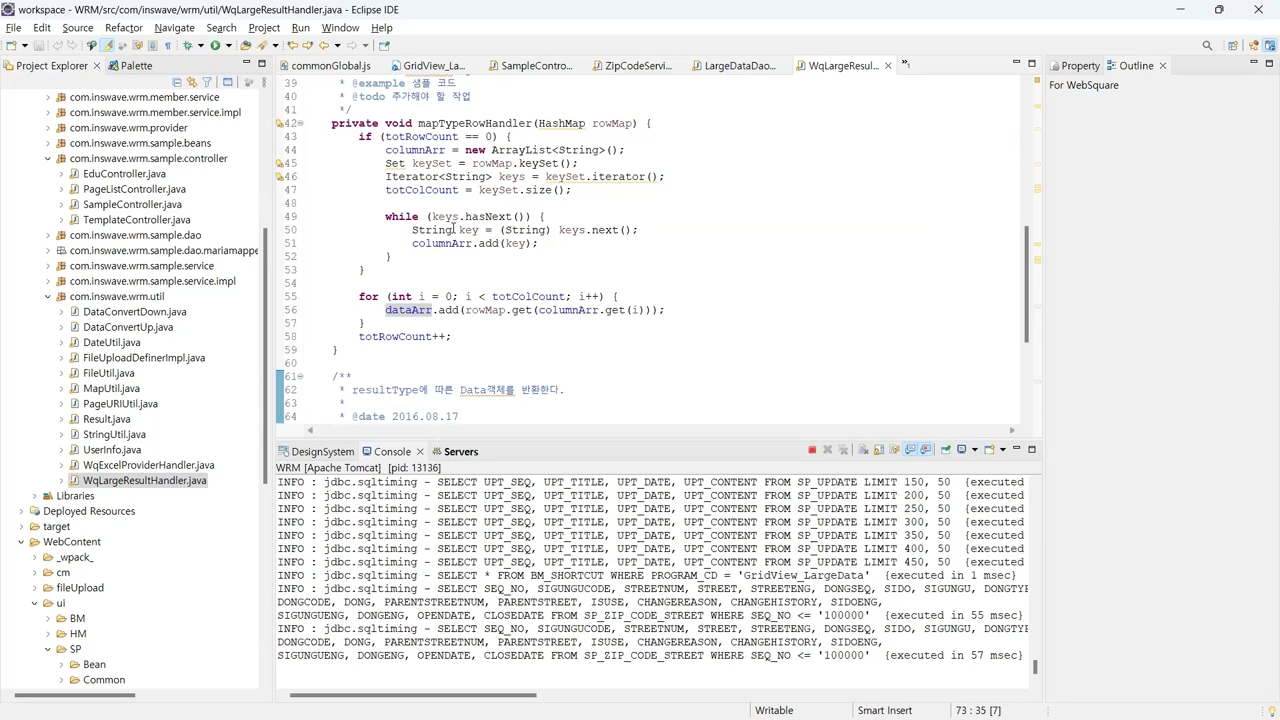 workspace - WRM/src/com/inswave/wrm/util/WqLargeResultHandler.java - Eclipse IDE
File Edit Source Refactor Navigate Search Project Run Window Help
Project Explorer Palette
commonGlobal.js GridView_La... SampleContro... ZipCodeServi... LargeDataDao... WqLargeResul...
Property Outline
For WebSquare
com.inswave.wrm.member.service
com.inswave.wrm.member.service.impl
com.inswave.wrm.provider
com.inswave.wrm.sample.beans
com.inswave.wrm.sample.controller
EduController.java
PageListController.java
SampleController.java
TemplateController.java
com.inswave.wrm.sample.dao
com.inswave.wrm.sample.dao.mariamappe
com.inswave.wrm.sample.service
com.inswave.wrm.sample.service.impl
com.inswave.wrm.util
DataConvertDown.java
DataConvertUp.java
DateUtil.java
FileUploadDefinerImpl.java
FileUtil.java
MapUtil.java
PageURIUtil.java
Result.java
StringUtil.java
UserInfo.java
WqExcelProviderHandler.java
WqLargeResultHandler.java
Libraries
Deployed Resources
target
WebContent
_wpack_
cm
fileUpload
ui
BM
HM
SP
Bean
Common
39 * @example 샘플 코드
40 * @todo 추가해야 할 작업
41 */
42 private void mapTypeRowHandler(HashMap rowMap) {
43 if (totRowCount == 0) {
44 columnArr = new ArrayList<String>();
45 Set keySet = rowMap.keySet();
46 Iterator<String> keys = keySet.iterator();
47 totColCount = keySet.size();
48
49 while (keys.hasNext()) {
50 String key = (String) keys.next();
51 columnArr.add(key);
52 }
53 }
54
55 for (int i = 0; i < totColCount; i++) {
56 dataArr.add(rowMap.get(columnArr.get(i)));
57 }
58 totRowCount++;
59 }
60
61 /**
62 * resultType에 따른 Data객체를 반환한다.
63 *
64 * @date 2016.08.17
DesignSystem Console Servers
WRM [Apache Tomcat] [pid: 13136]
INFO : jdbc.sqltiming - SELECT UPT_SEQ, UPT_TITLE, UPT_DATE, UPT_CONTENT FROM SP_UPDATE LIMIT 150, 50 {executed
INFO : jdbc.sqltiming - SELECT UPT_SEQ, UPT_TITLE, UPT_DATE, UPT_CONTENT FROM SP_UPDATE LIMIT 200, 50 {executed
INFO : jdbc.sqltiming - SELECT UPT_SEQ, UPT_TITLE, UPT_DATE, UPT_CONTENT FROM SP_UPDATE LIMIT 250, 50 {executed
INFO : jdbc.sqltiming - SELECT UPT_SEQ, UPT_TITLE, UPT_DATE, UPT_CONTENT FROM SP_UPDATE LIMIT 300, 50 {executed
INFO : jdbc.sqltiming - SELECT UPT_SEQ, UPT_TITLE, UPT_DATE, UPT_CONTENT FROM SP_UPDATE LIMIT 350, 50 {executed
INFO : jdbc.sqltiming - SELECT UPT_SEQ, UPT_TITLE, UPT_DATE, UPT_CONTENT FROM SP_UPDATE LIMIT 400, 50 {executed
INFO : jdbc.sqltiming - SELECT UPT_SEQ, UPT_TITLE, UPT_DATE, UPT_CONTENT FROM SP_UPDATE LIMIT 450, 50 {executed
INFO : jdbc.sqltiming - SELECT * FROM BM_SHORTCUT WHERE PROGRAM_CD = 'GridView_LargeData' {executed in 1 msec}
INFO : jdbc.sqltiming - SELECT SEQ_NO, SIGUNGUCODE, STREETNUM, STREET, STREETENG, DONGSEQ, SIDO, SIGUNGU, DONGTYP
DONGCODE, DONG, PARENTSTREETNUM, PARENTSTREET, ISUSE, CHANGEREASON, CHANGEHISTORY, SIDOENG,
SIGUNGUENG, DONGENG, OPENDATE, CLOSEDATE FROM SP_ZIP_CODE_STREET WHERE SEQ_NO <= '100000' {executed in 55 msec}
INFO : jdbc.sqltiming - SELECT SEQ_NO, SIGUNGUCODE, STREETNUM, STREET, STREETENG, DONGSEQ, SIDO, SIGUNGU, DONGTYP
DONGCODE, DONG, PARENTSTREETNUM, PARENTSTREET, ISUSE, CHANGEREASON, CHANGEHISTORY, SIDOENG,
SIGUNGUENG, DONGENG, OPENDATE, CLOSEDATE FROM SP_ZIP_CODE_STREET WHERE SEQ_NO <= '100000' {executed in 57 msec}
Writable Smart Insert 73 : 35 [7]